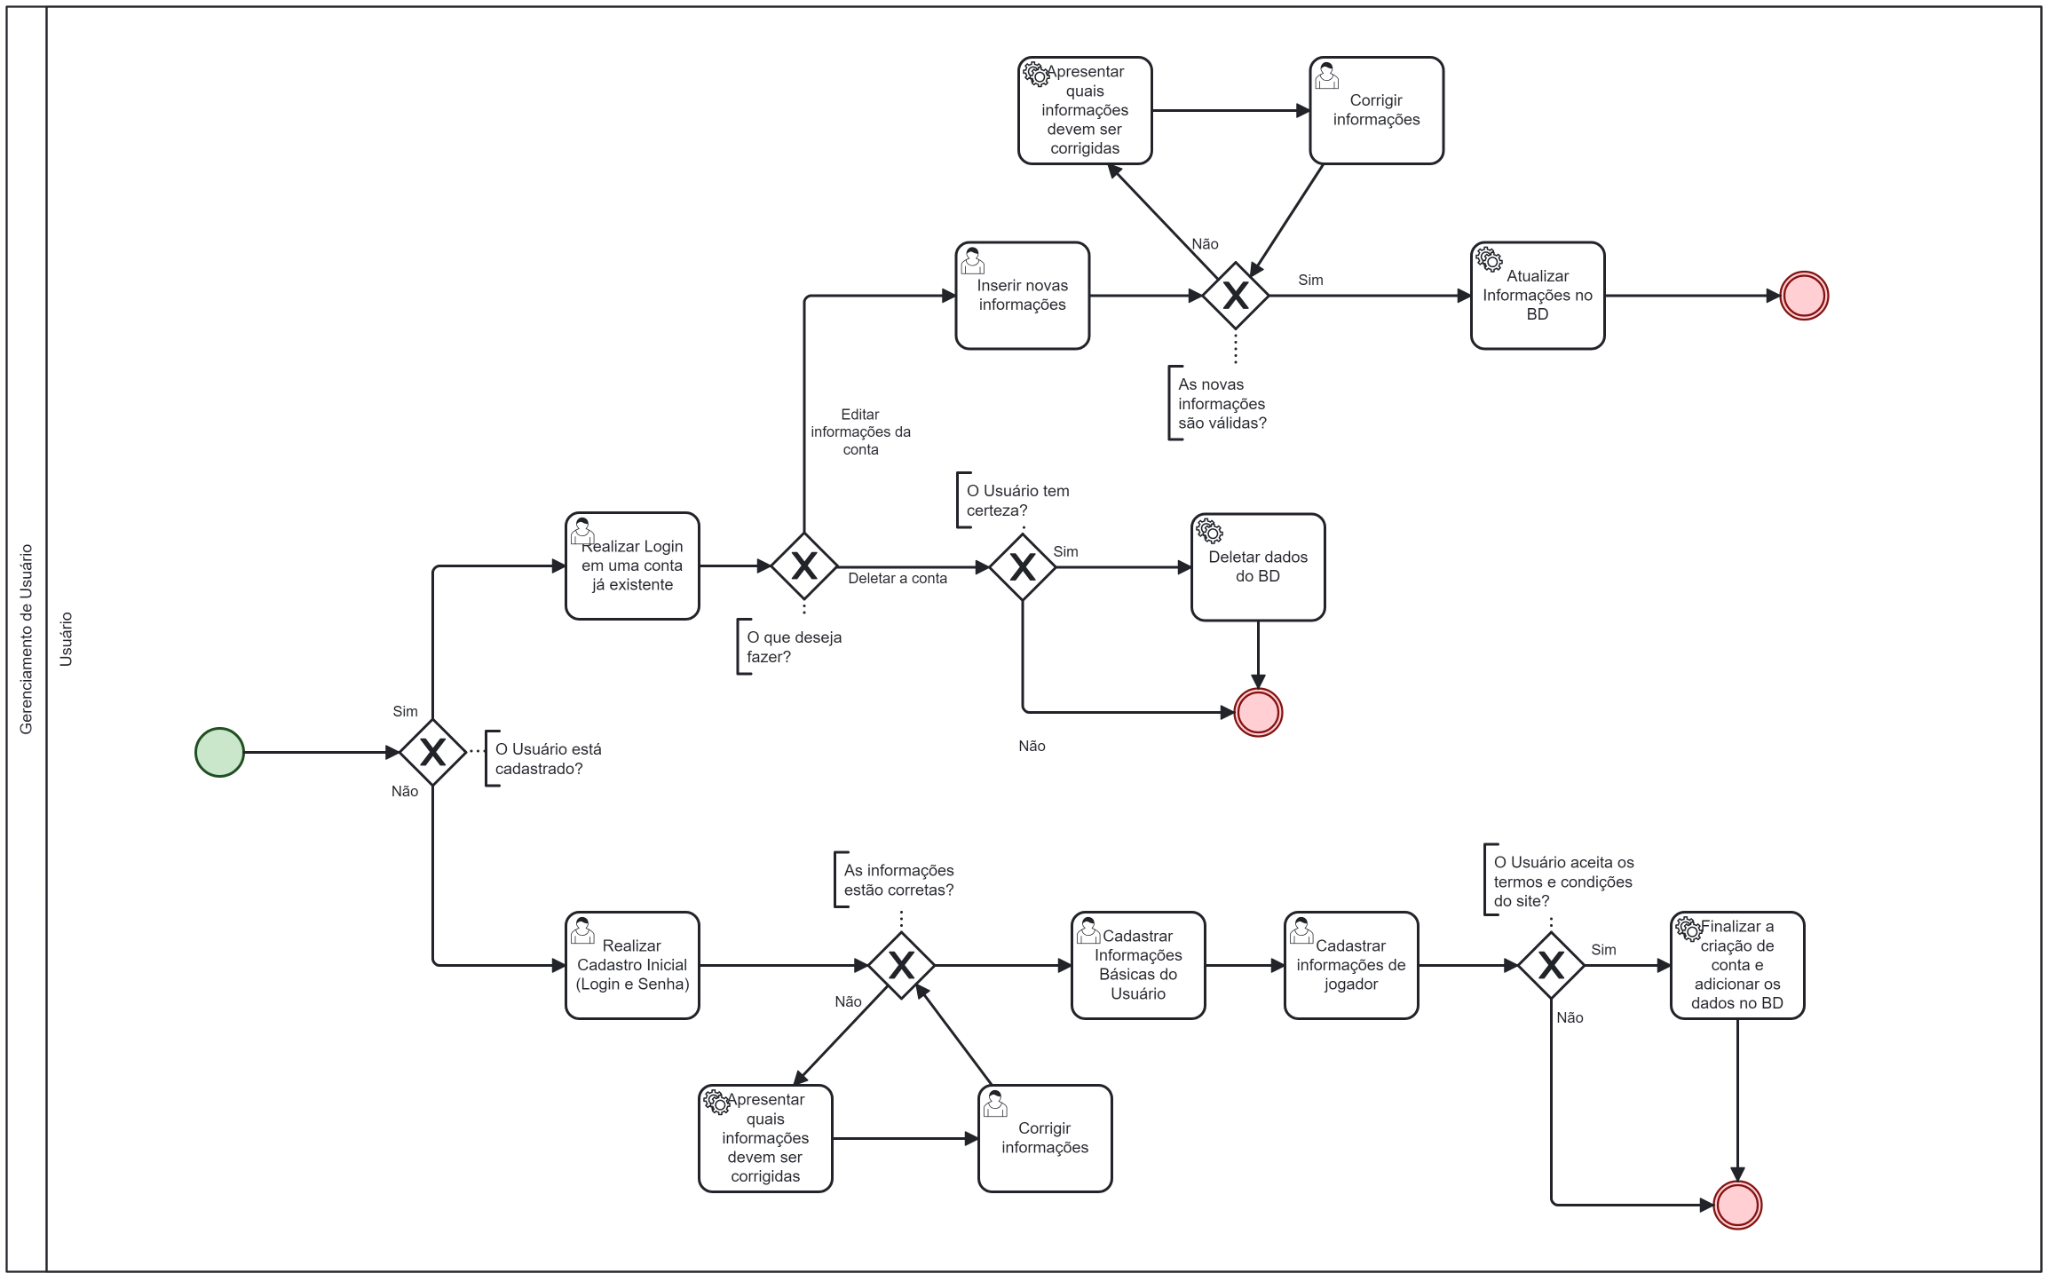 Gerenciamento de Usuário
Usuário
Apresentar
quais
informações
devem ser
corrigidas
Corrigir
informações
Não
Inserir novas
informações
Sim
Atualizar
Informações no
BD
As novas
informações
são válidas?
Editar
informações da
conta
O Usuário tem
certeza?
Realizar Login
em uma conta
já existente
Deletar a conta
Sim
Deletar dados
do BD
O que deseja
fazer?
Sim
O Usuário está
cadastrado?
Não
Não
As informações
estão corretas?
O Usuário aceita os
termos e condições
do site?
Realizar
Cadastro Inicial
(Login e Senha)
Não
Cadastrar
Informações
Básicas do
Usuário
Cadastrar
informações de
jogador
Sim
Não
Finalizar a
criação de
conta e
adicionar os
dados no BD
Apresentar
quais
informações
devem ser
corrigidas
Corrigir
informações